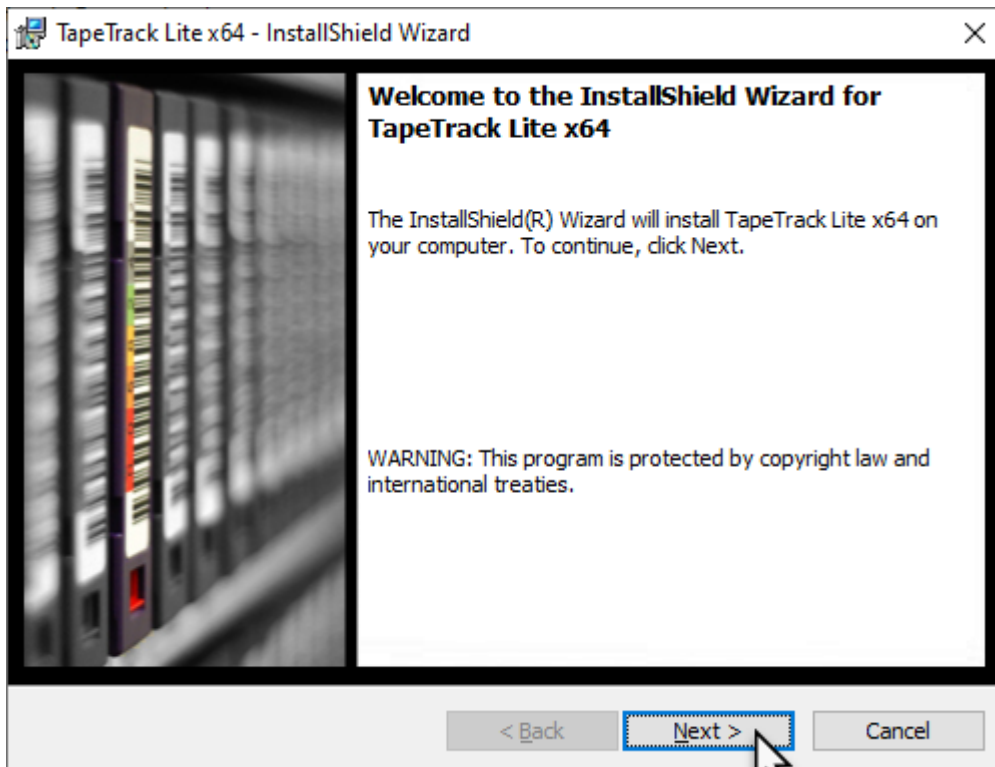 TapeTrack Lite x64 - InstallShield Wizard
Welcome to the InstallShield Wizard for
TapeTrack Lite x64
The InstallShield(R) Wizard will install TapeTrack Lite x64 on
your computer. To continue, click Next.
WARNING: This program is protected by copyright law and
international treaties.
< Back
Next >
Cancel